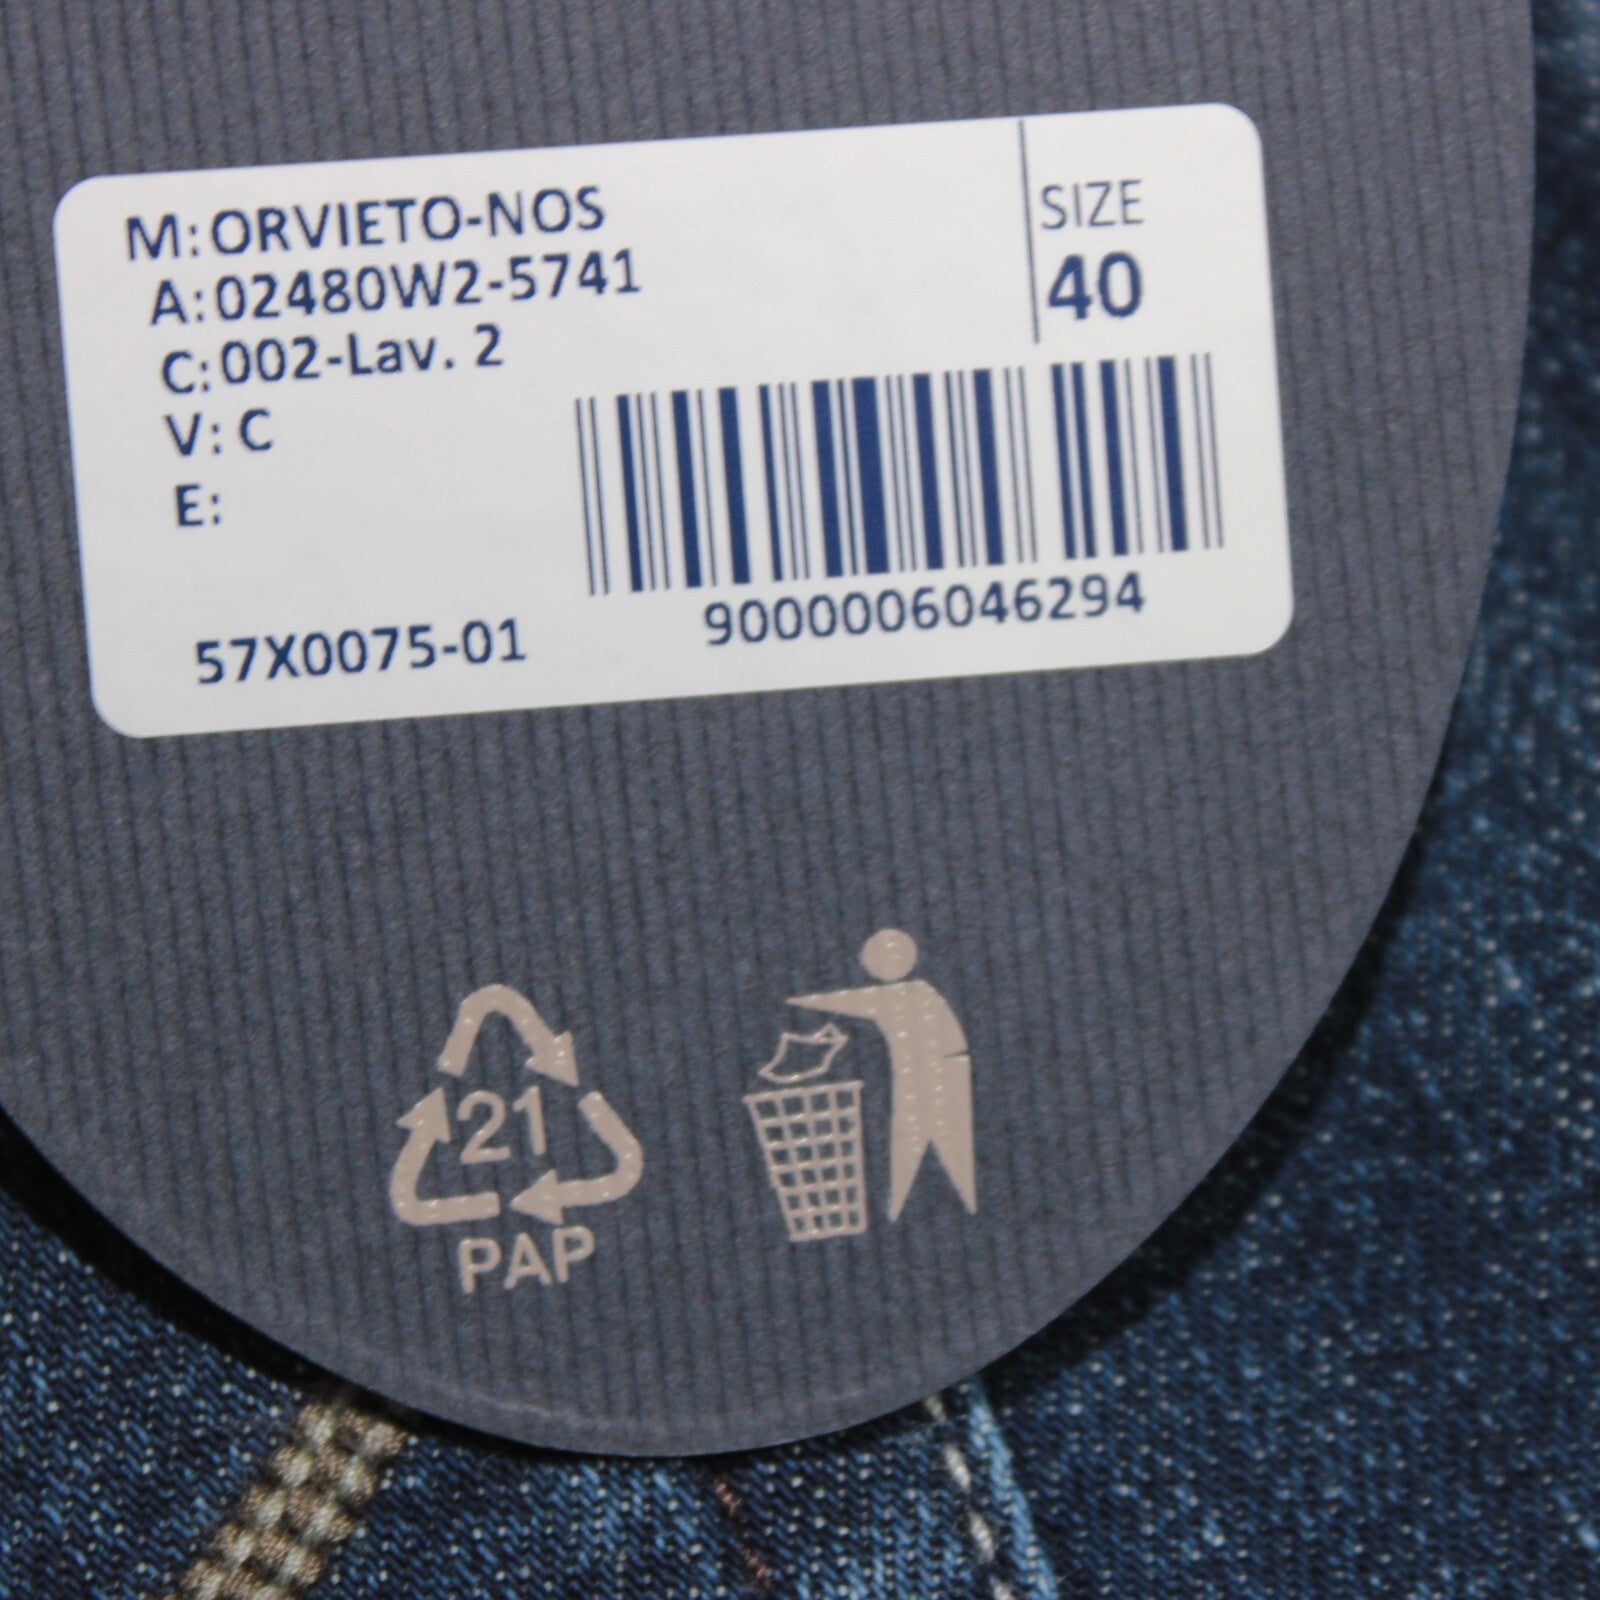 M: ORVIETO-NOS
A: 02480W2-5741
C: 002-Lav. 2
V: C
E:
SIZE
40
57X0075-01
9000006046294
21
PAP